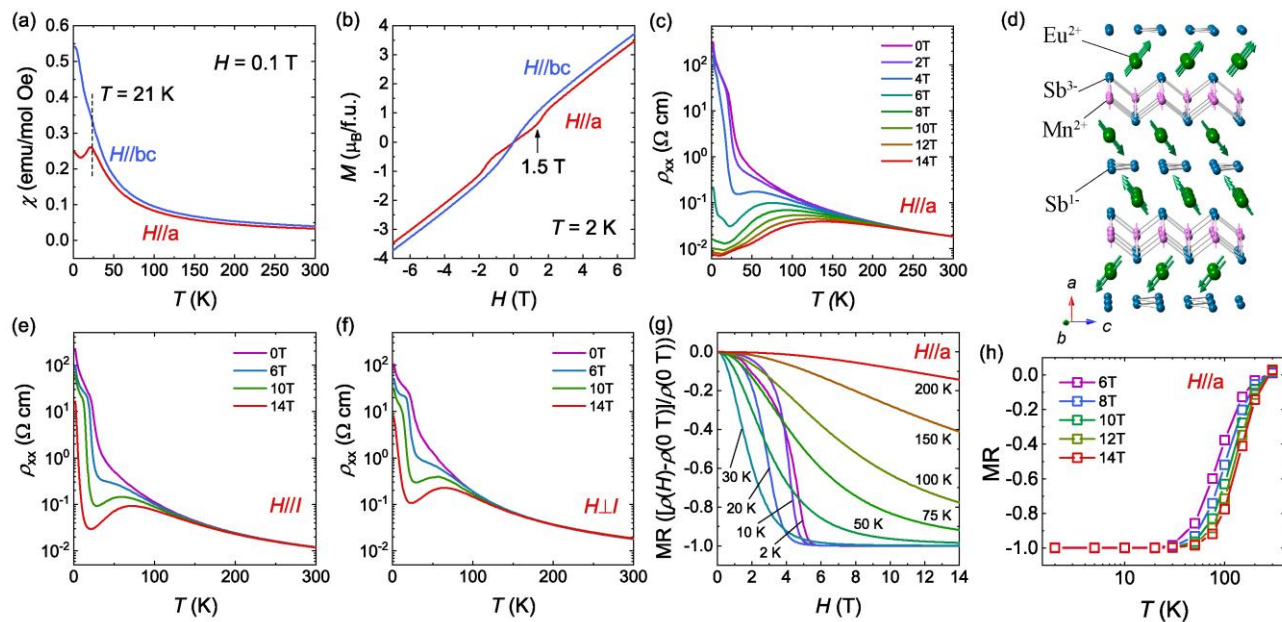 (a)
H = 0.1 T
T = 21 K
H//bc
H//a
χ (emu/mol Oe)
0.5
0.4
0.3
0.2
0.1
0.0
0 50 100 150 200 250 300
T (K)
(b)
H//bc
H//a
1.5 T
T = 2 K
M (μB/f.u.)
4
3
2
1
0
-1
-2
-3
-4
-6 -4 -2 0 2 4 6
H (T)
(c)
0T
2T
4T
6T
8T
10T
12T
14T
H//a
ρxx (Ω cm)
10²
10¹
10⁰
10⁻¹
10⁻²
0 50 100 150 200 250 300
T (K)
(d)
Eu²⁺
Sb³⁻
Mn²⁺
Sb¹⁻
a
b
c
(e)
0T
6T
10T
14T
H//I
ρxx (Ω cm)
10²
10¹
10⁰
10⁻¹
10⁻²
0 100 200 300
T (K)
(f)
0T
6T
10T
14T
H⊥I
ρxx (Ω cm)
10²
10¹
10⁰
10⁻¹
10⁻²
0 100 200 300
T (K)
(g)
H//a
200 K
150 K
100 K
75 K
50 K
30 K
20 K
10 K
2 K
MR ([ρ(H)-ρ(0 T)]/ρ(0 T)))
0.0
-0.2
-0.4
-0.6
-0.8
-1.0
0 2 4 6 8 10 12 14
H (T)
(h)
H//a
6T
8T
10T
12T
14T
MR
0.0
-0.2
-0.4
-0.6
-0.8
-1.0
10 100
T (K)